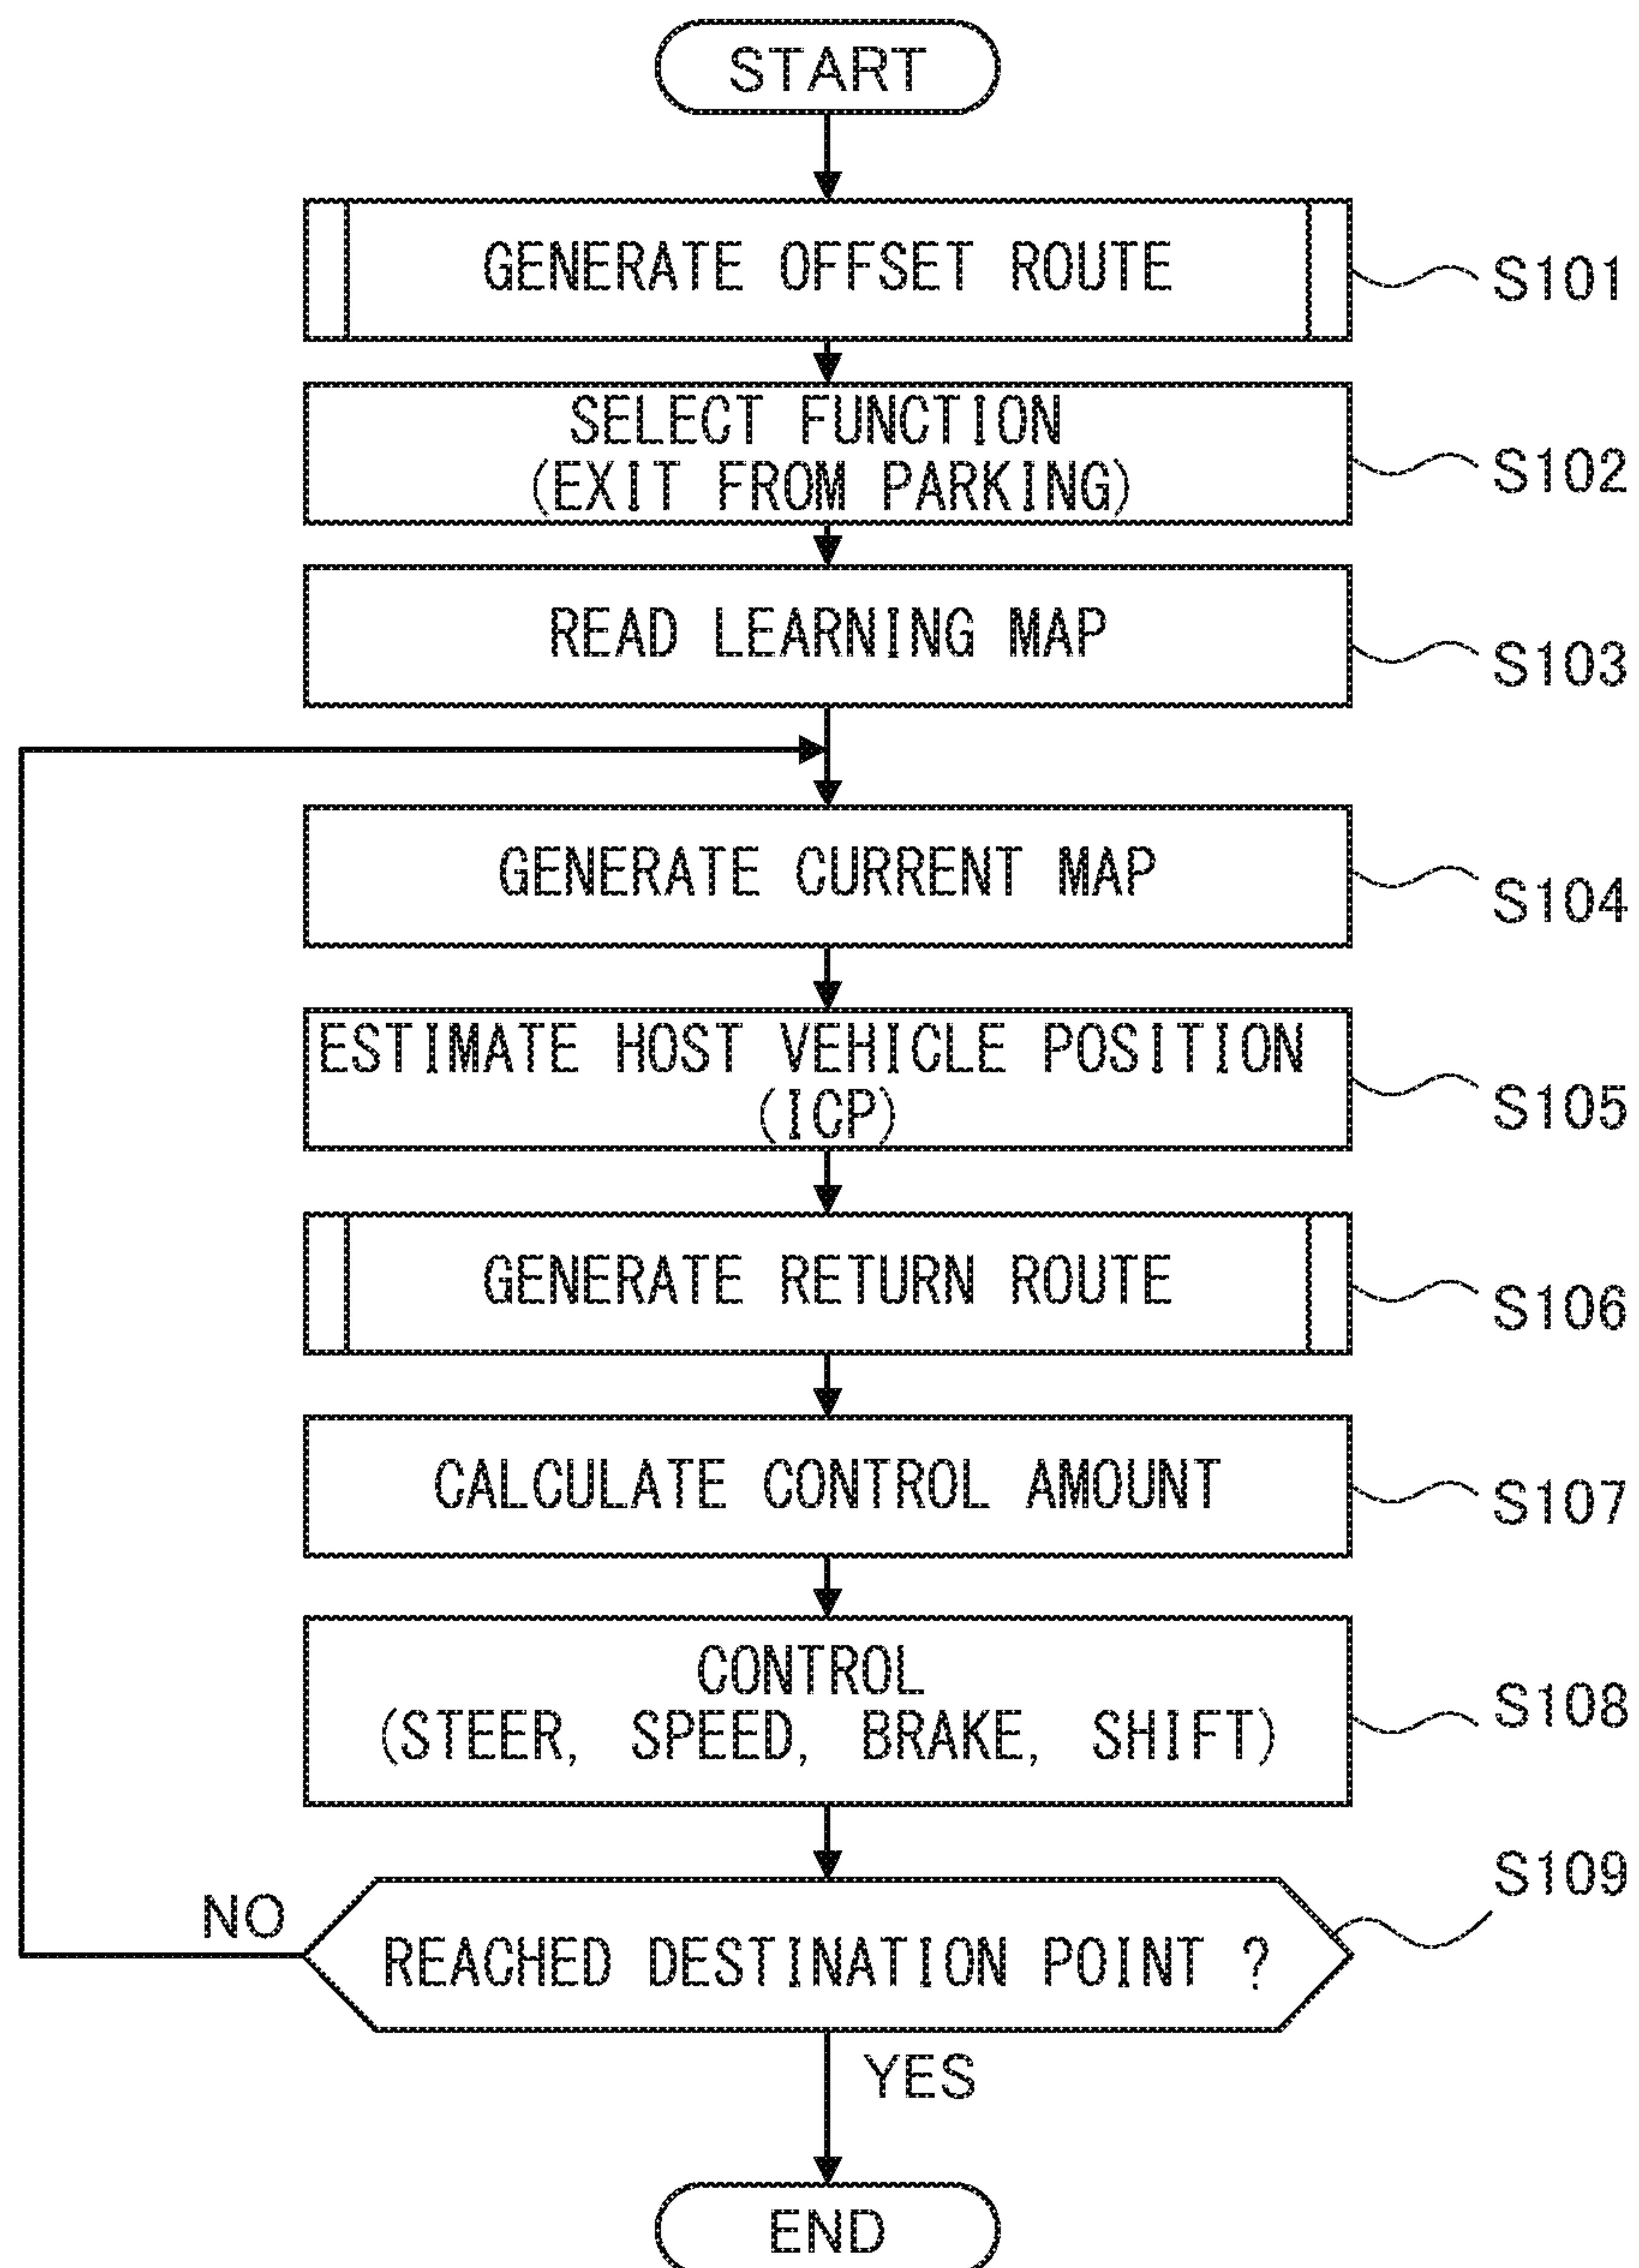 START
GENERATE OFFSET ROUTE
S101
SELECT FUNCTION
(EXIT FROM PARKING)
S102
READ LEARNING MAP
S103
GENERATE CURRENT MAP
S104
ESTIMATE HOST VEHICLE POSITION
(ICP)
S105
GENERATE RETURN ROUTE
S106
CALCULATE CONTROL AMOUNT
S107
CONTROL
(STEER, SPEED, BRAKE, SHIFT)
S108
S109
NO
REACHED DESTINATION POINT ?
YES
END